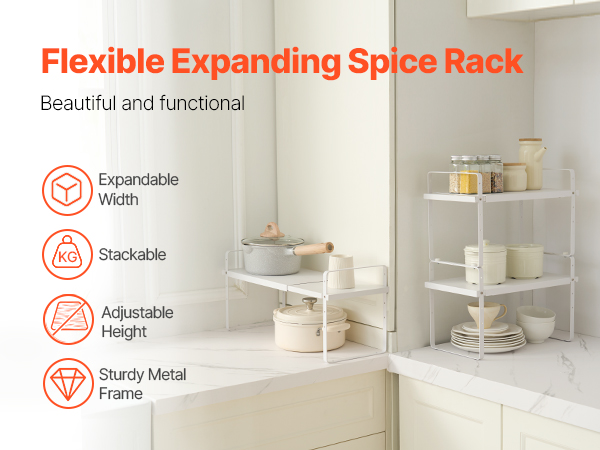 Flexible Expanding Spice Rack
Beautiful and functional
Expandable
Width
KG
Stackable
Adjustable
Height
Sturdy Metal
Frame